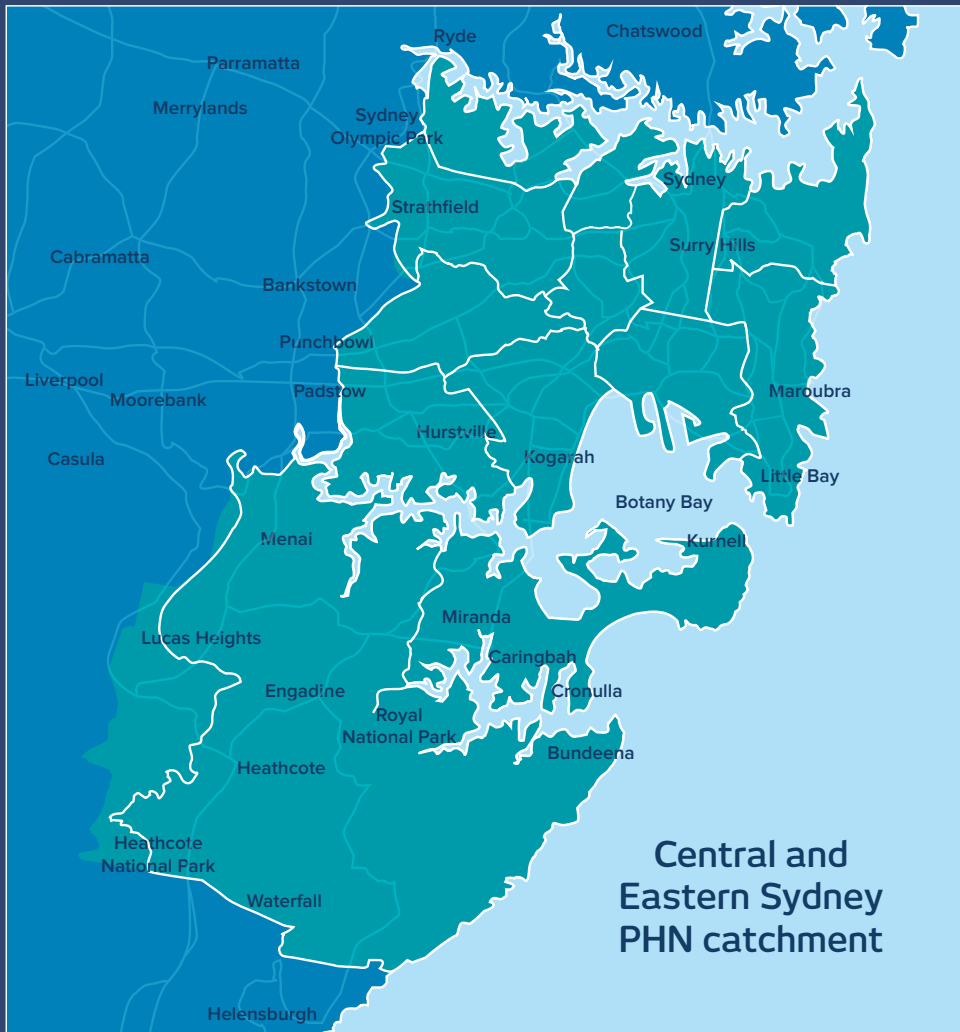 Ryde
Chatswood
Parramatta
Merrylands
Sydney
Olympic Park
Sydney
Strathfield
Surry Hills
Cabramatta
Bankstown
Punchbowl
Liverpool
Moorebank
Padstow
Maroubra
Hurstville
Kogarah
Casula
Little Bay
Botany Bay
Menai
Kurnell
Miranda
Lucas Heights
Caringbah
Engadine
Cronulla
Royal
National Park
Bundeena
Heathcote
Heathcote
National Park
Central and
Eastern Sydney
PHN catchment
Waterfall
Helensburgh